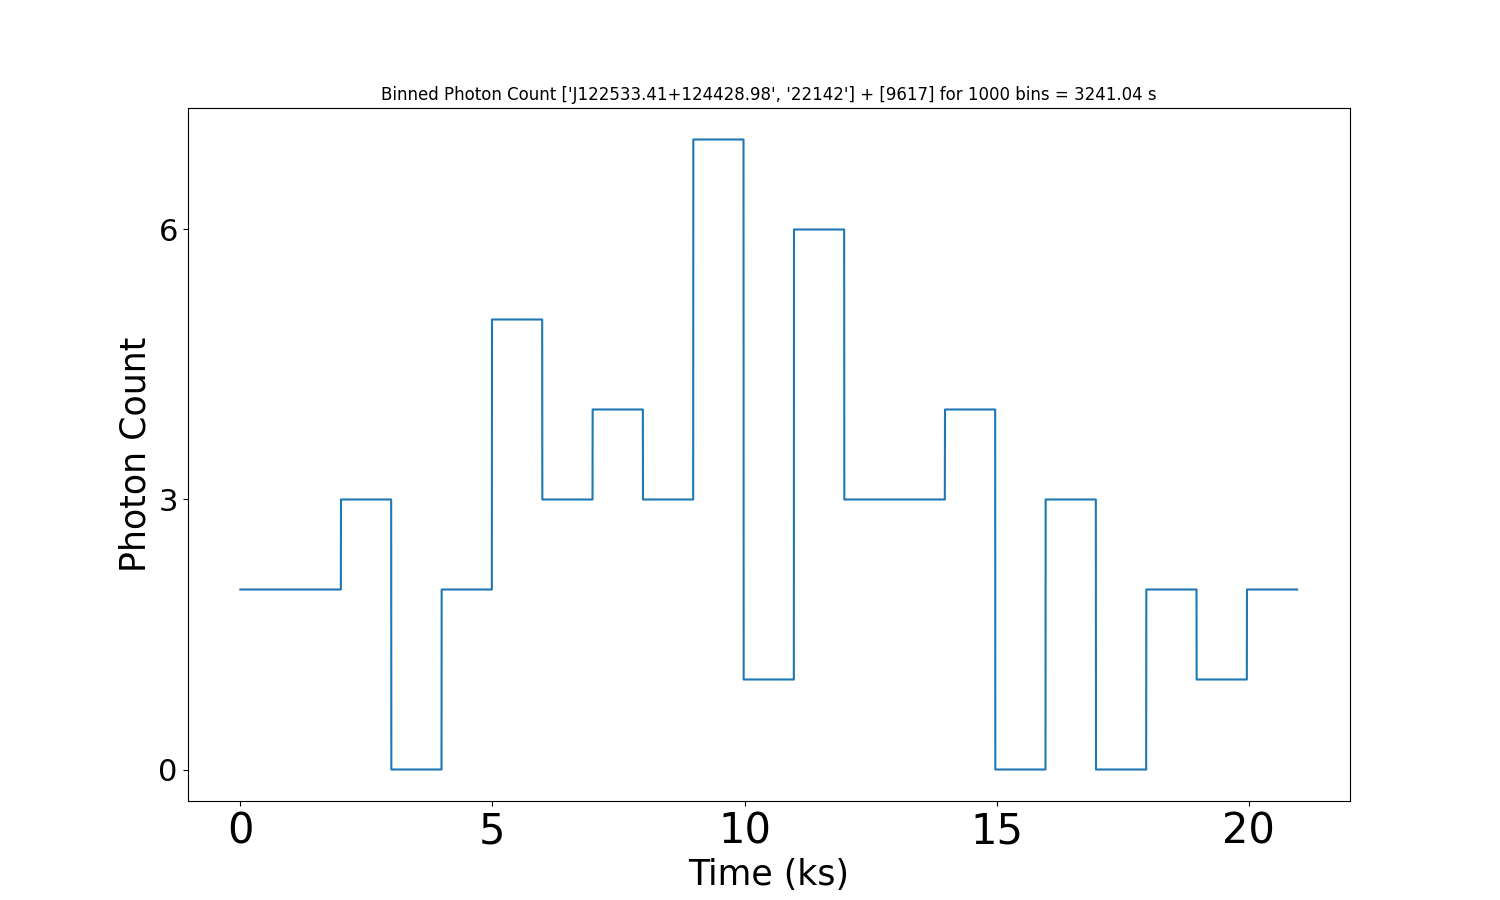 Binned Photon Count ['J122533.41+124428.98', '22142'] + [9617] for 1000 bins = 3241.04 s
Photon Count
6
3
0
0 5 10 15 20
Time (ks)